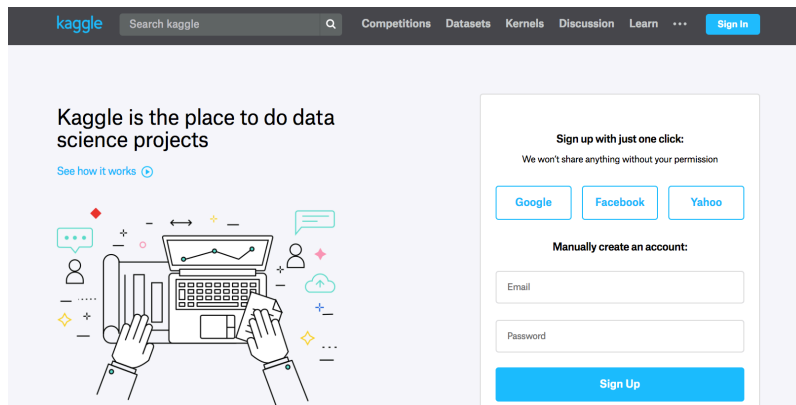 kaggle Search kaggle Competitions Datasets Kernels Discussion Learn ••• Sign In
Kaggle is the place to do data
science projects
See how it works
Sign up with just one click:
We won't share anything without your permission
Google Facebook Yahoo
Manually create an account:
Email
Password
Sign Up